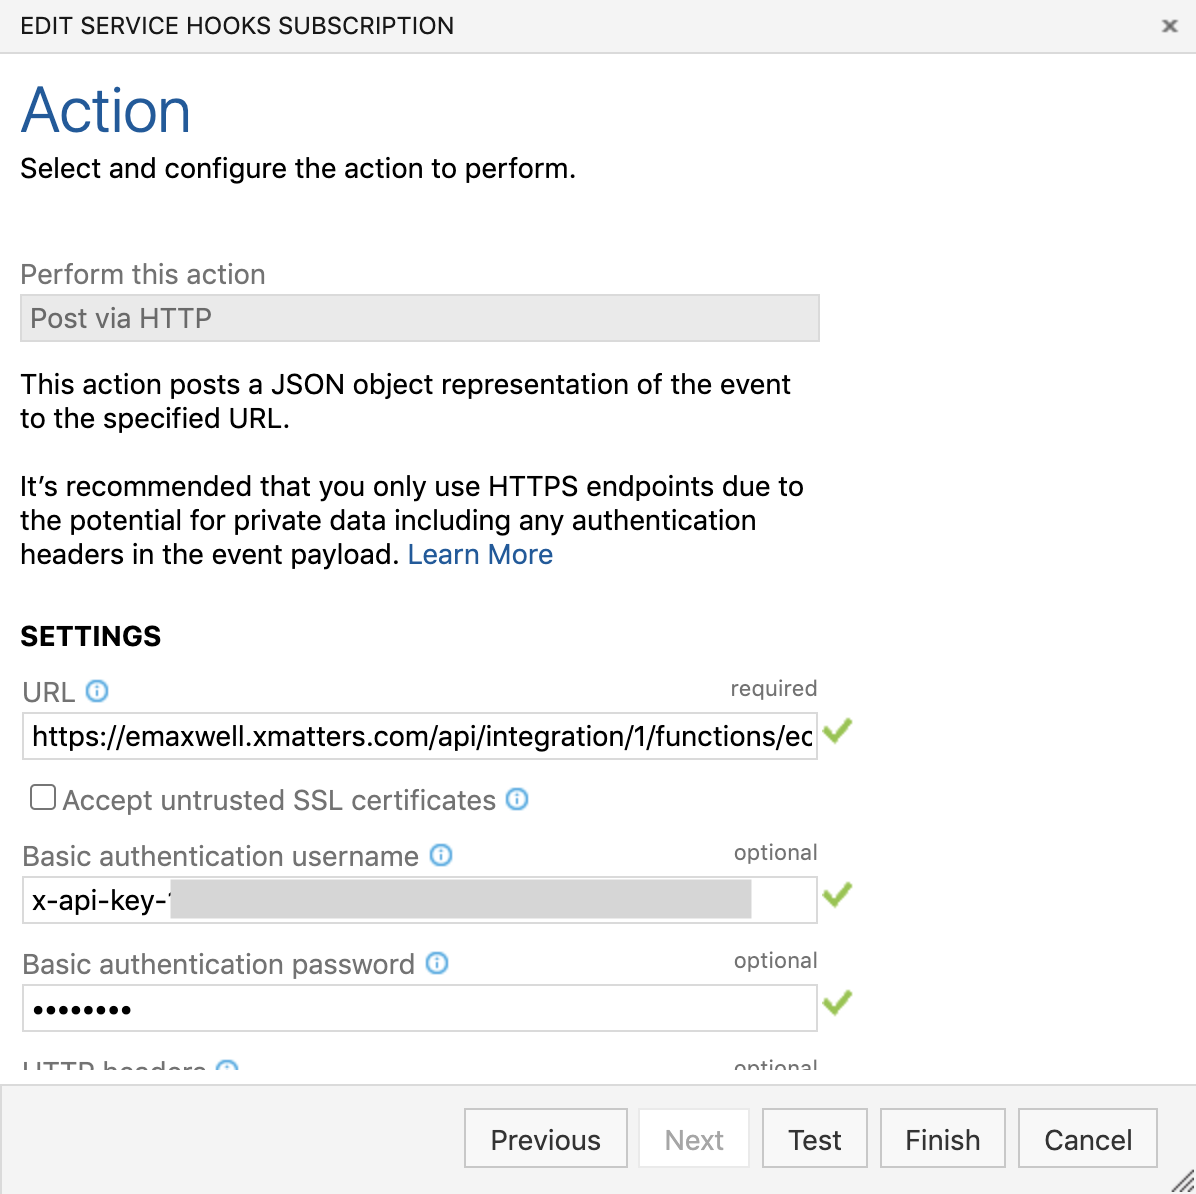 EDIT SERVICE HOOKS SUBSCRIPTION
Action
Select and configure the action to perform.
Perform this action
Post via HTTP
This action posts a JSON object representation of the event
to the specified URL.
It's recommended that you only use HTTPS endpoints due to
the potential for private data including any authentication
headers in the event payload. Learn More
SETTINGS
URL required
https://emaxwell.xmatters.com/api/integration/1/functions/ec
Accept untrusted SSL certificates
Basic authentication username optional
x-api-key-
Basic authentication password optional
••••••••
HTTP headers optional
Previous Next Test Finish Cancel